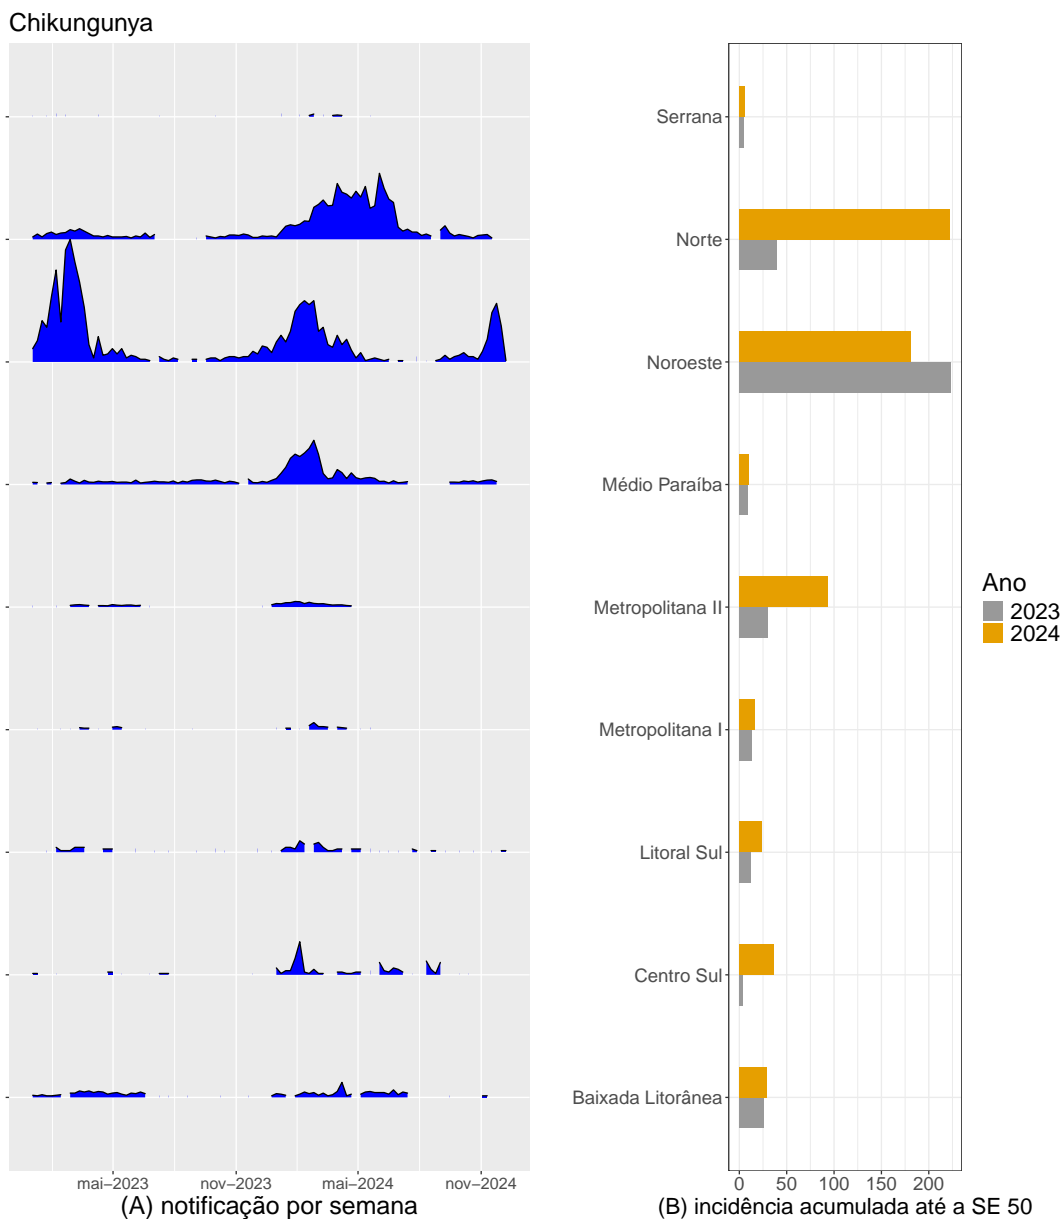 Chikungunya
Serrana
Norte
Noroeste
Médio Paraíba
Metropolitana II
Metropolitana I
Litoral Sul
Centro Sul
Baixada Litorânea
mai–2023 nov–2023 mai–2024 nov–2024
(A) notificação por semana
0 50 100 150 200
(B) incidência acumulada até a SE 50
Ano
2023
2024